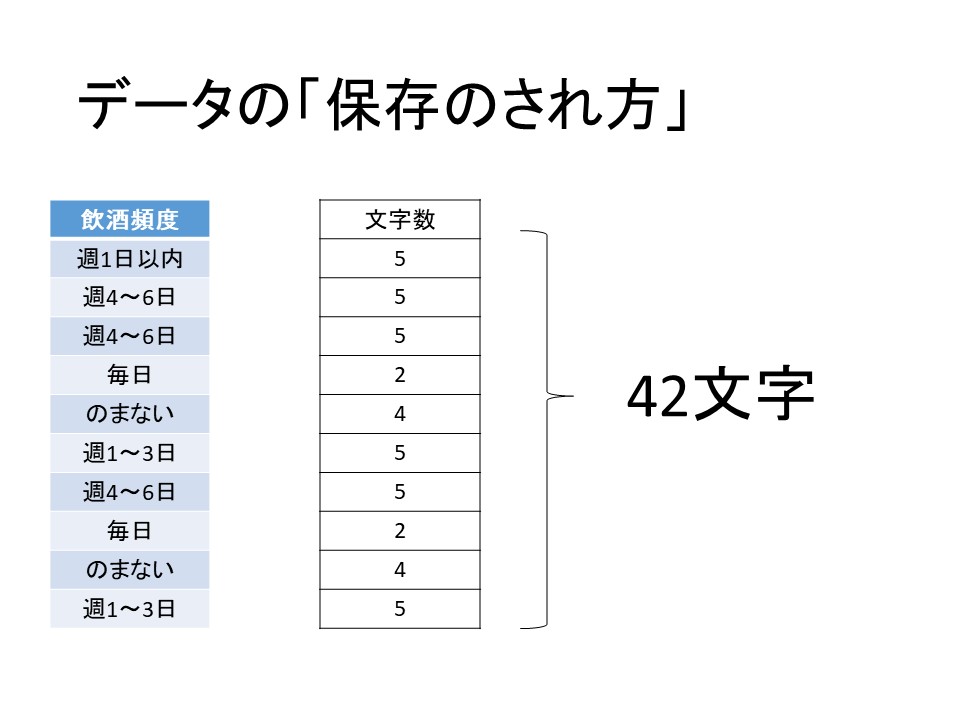 データの「保存のされ方」
飲酒頻度 文字数
週1日以内 5
週4～6日 5
週4～6日 5
毎日 2
のまない 4
週1～3日 5
週4～6日 5
毎日 2
のまない 4
週1～3日 5
42文字